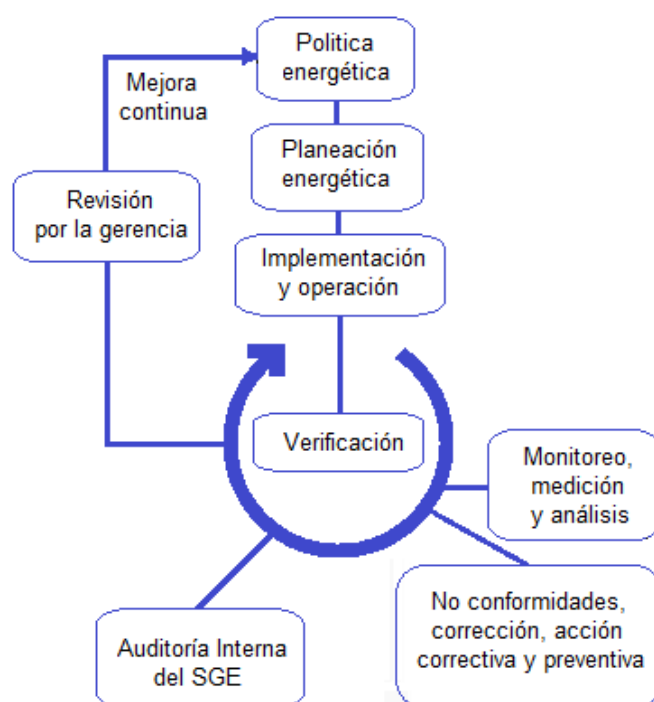 Politica
energética
Mejora
continua
Planeación
energética
Revisión
por la gerencia
Implementación
y operación
Verificación
Monitoreo,
medición
y análisis
No conformidades,
corrección, acción
correctiva y preventiva
Auditoría Interna
del SGE